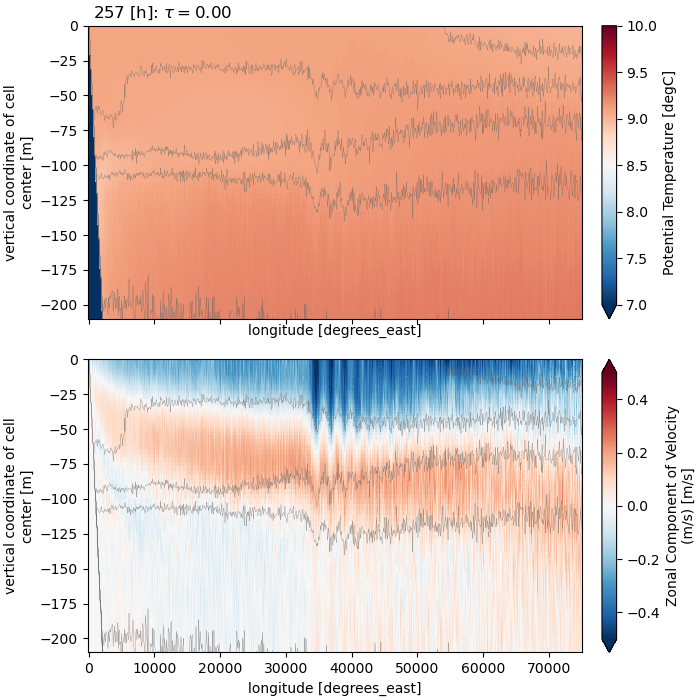 257 [h]: τ = 0.00
0
−25
−50
−75
−100
−125
−150
−175
−200
vertical coordinate of cell
center [m]
longitude [degrees_east]
10.0
9.5
9.0
8.5
8.0
7.5
7.0
Potential Temperature [degC]
0
−25
−50
−75
−100
−125
−150
−175
−200
vertical coordinate of cell
center [m]
0 10000 20000 30000 40000 50000 60000 70000
longitude [degrees_east]
0.4
0.2
0.0
−0.2
−0.4
Zonal Component of Velocity
(m/s) [m/s]